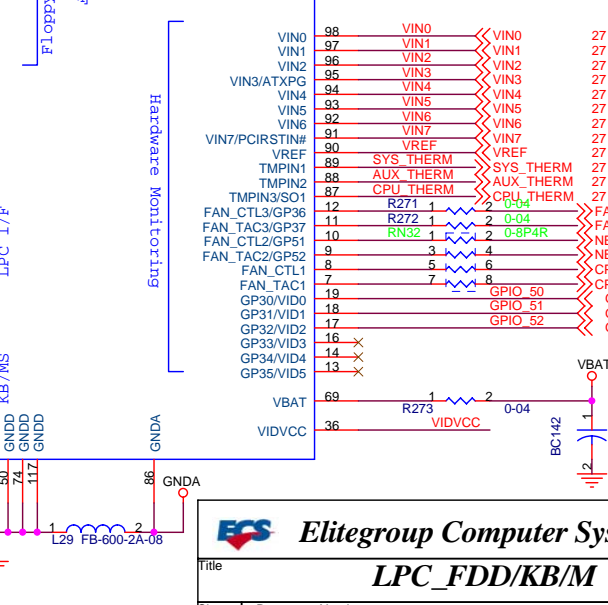 Floppy
F
VIN0 98 VIN0 VIN0 27
VIN1 97 VIN1 VIN1 27
VIN2 96 VIN2 VIN2 27
VIN3/ATXPG 95 VIN3 VIN3 27
VIN4 94 VIN4 VIN4 27
VIN5 93 VIN5 VIN5 27
VIN6 92 VIN6 VIN6 27
VIN7/PCIRSTIN# 91 VIN7 VIN7 27
VREF 90 VREF VREF 27
TMPIN1 89 SYS_THERM SYS_THERM 27
TMPIN2 88 AUX_THERM AUX_THERM 27
TMPIN3/SO1 87 CPU_THERM CPU_THERM 27
Hardware Monitoring
FAN_CTL3/GP36 12 R271 1 2 0-04 FA
FAN_TAC3/GP37 11 R272 1 2 0-04 FA
FAN_CTL2/GP51 10 RN32 1 2 0-8P4R NE
FAN_TAC2/GP52 9 3 4 NE
FAN_CTL1 8 5 6 CP
FAN_TAC1 7 7 8 CP
GP30/VID0 19 GPIO_50
GP31/VID1 18 GPIO_51
GP32/VID2 17 GPIO_52
GP33/VID3 16
GP34/VID4 14
GP35/VID5 13
LPC I/F
KB/MS
VBAT
VBAT 69 1 2
R273 0-04
VIDVCC 36 VIDVCC
BC142 1 2
GNDD GNDD GNDD GNDA
50 74 117 86 GNDA
1 2
L29 FB-600-2A-08
ECS Elitegroup Computer Sys
Title
LPC_FDD/KB/M